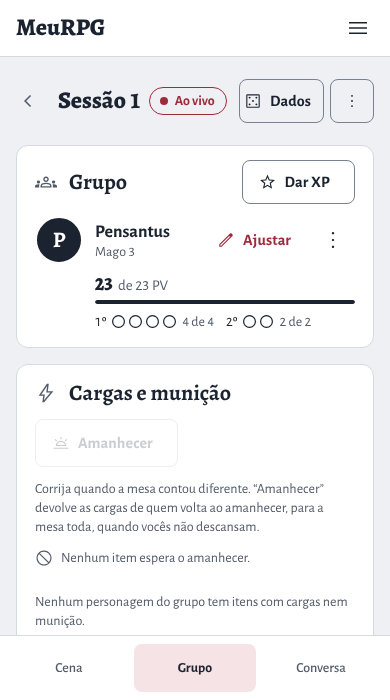 MeuRPG
Sessão 1
Ao vivo
Dados
Grupo
Dar XP
P
Pensantus
Mago 3
Ajustar
23 de 23 PV
1º 4 de 4 2º 2 de 2
Cargas e munição
Amanhecer
Corrija quando a mesa contou diferente. “Amanhecer”
devolve as cargas de quem volta ao amanhecer, para a
mesa toda, quando vocês não descansam.
Nenhum item espera o amanhecer.
Nenhum personagem do grupo tem itens com cargas nem
munição.
Cena
Grupo
Conversa